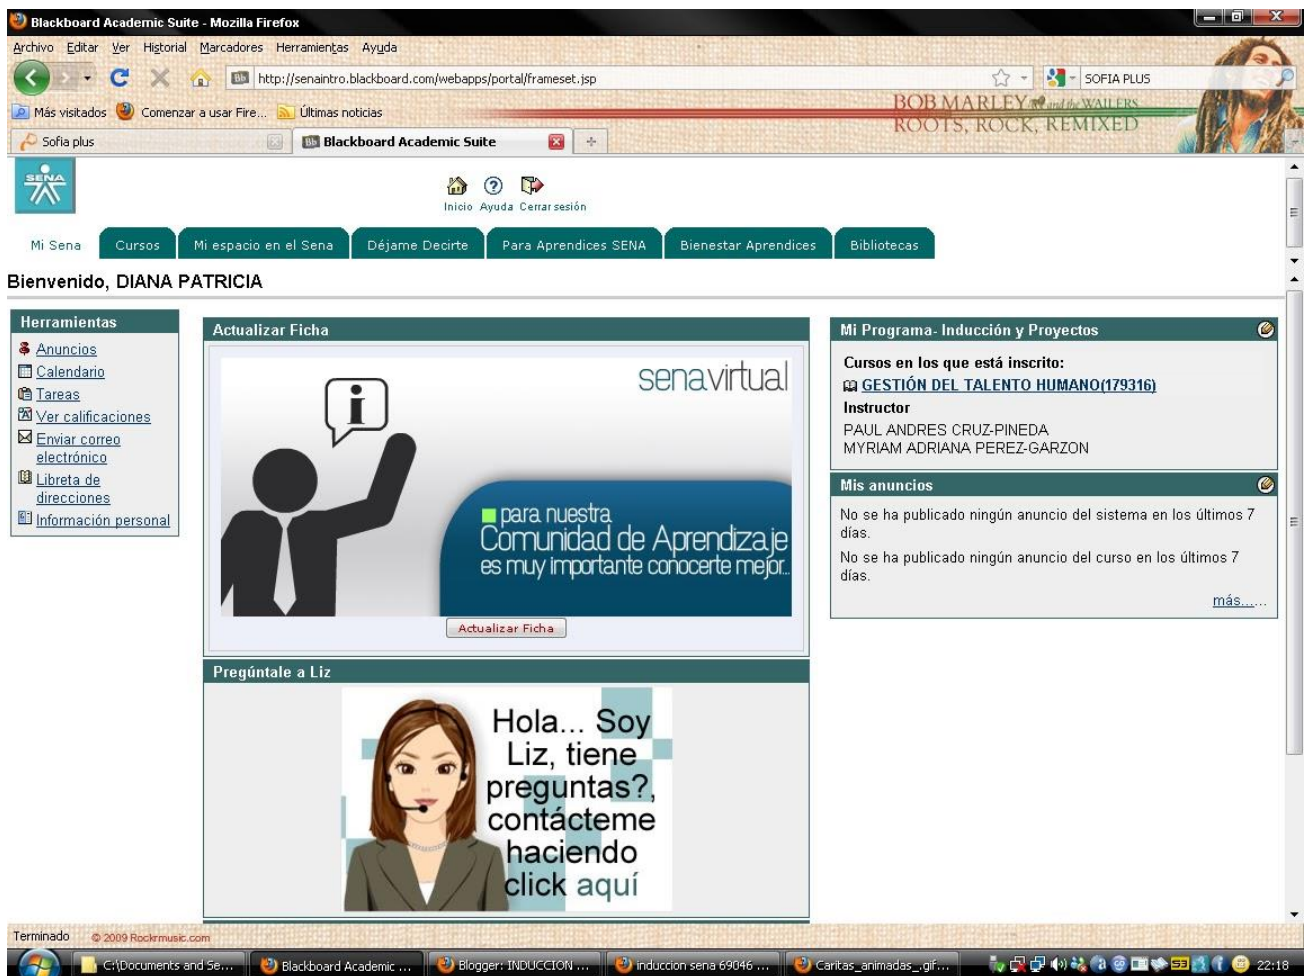 Blackboard Academic Suite - Mozilla Firefox
Archivo Editar Ver Historial Marcadores Herramientas Ayuda
http://senaintro.blackboard.com/webapps/portal/frameset.jsp
SOFIA PLUS
Más visitados Comenzar a usar Fire... Últimas noticias
BOB MARLEY and the WAILERS
ROOTS, ROCK, REMIXED
Sofia plus
Blackboard Academic Suite
SENA
Inicio Ayuda Cerrar sesión
Mi Sena Cursos Mi espacio en el Sena Déjame Decirte Para Aprendices SENA Bienestar Aprendices Bibliotecas
Bienvenido, DIANA PATRICIA
Herramientas
Anuncios
Calendario
Tareas
Ver calificaciones
Enviar correo
electrónico
Libreta de
direcciones
Información personal
Actualizar Ficha
senavirtual
i
para nuestra
Comunidad de Aprendizaje
es muy importante conocerte mejor...
Actualizar Ficha
Pregúntale a Liz
Hola... Soy
Liz, tiene
preguntas?,
contácteme
haciendo
click aquí
Mi Programa- Inducción y Proyectos
Cursos en los que está inscrito:
GESTIÓN DEL TALENTO HUMANO(179316)
Instructor
PAUL ANDRES CRUZ-PINEDA
MYRIAM ADRIANA PEREZ-GARZON
Mis anuncios
No se ha publicado ningún anuncio del sistema en los últimos 7
días.
No se ha publicado ningún anuncio del curso en los últimos 7
días.
más......
Terminado © 2009 Rockrmusic.com
C:\Documents and Se... Blackboard Academic ... Blogger: INDUCCION ... induccion sena 69046 ... Caritas_animadas_.gif... 22:18